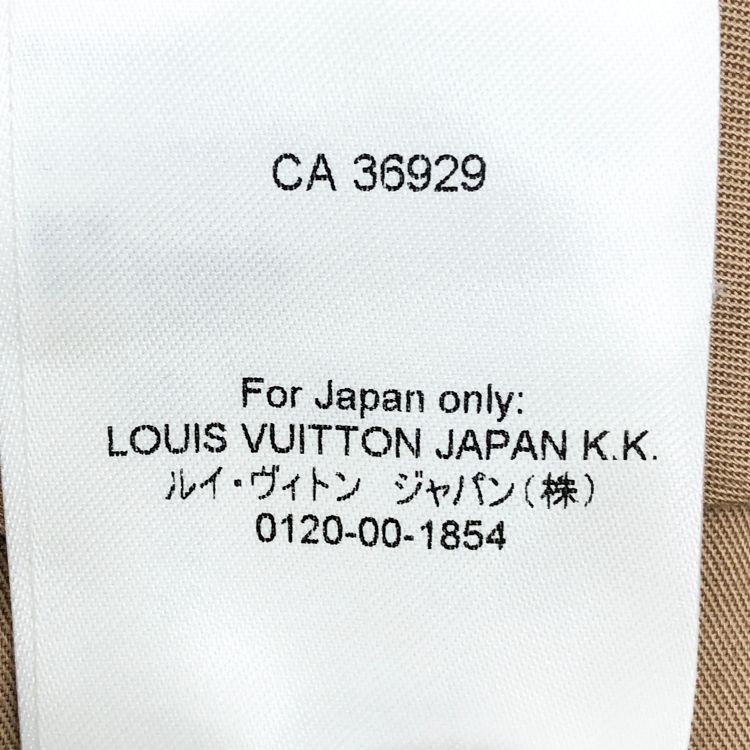 CA 36929
For Japan only:
LOUIS VUITTON JAPAN K.K.
ルイ・ヴィトン　ジャパン(株)
0120-00-1854